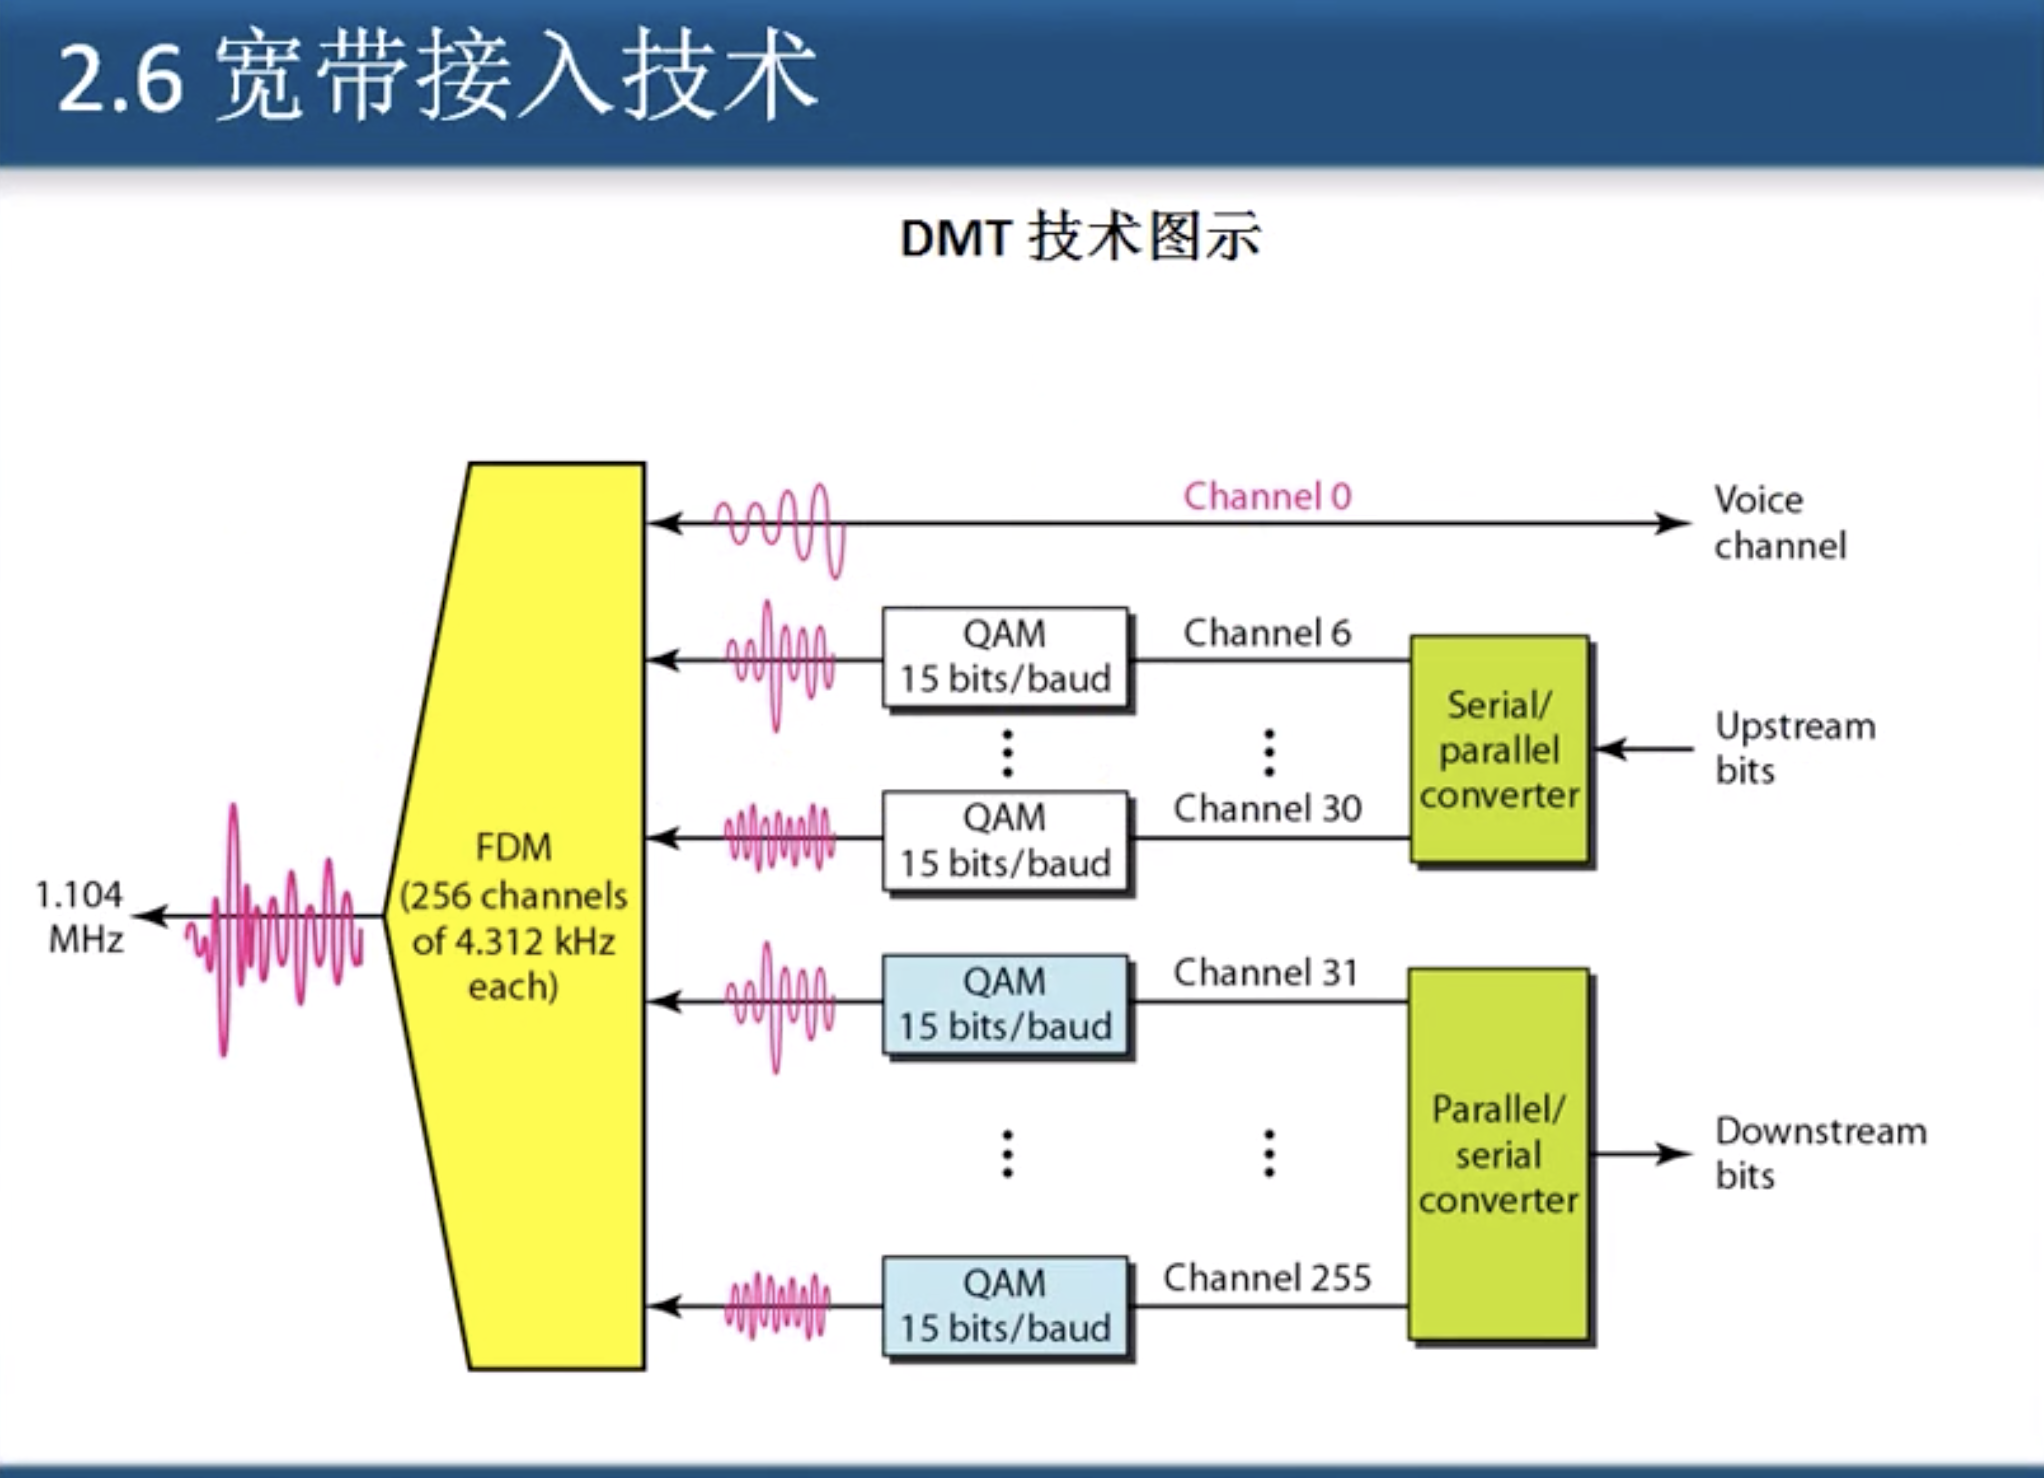 2.6 宽带接入技术
DMT 技术图示
Channel 0
Voice
channel
QAM
15 bits/baud
Channel 6
Serial/
parallel
converter
Upstream
bits
QAM
15 bits/baud
Channel 30
1.104
MHz
FDM
(256 channels
of 4.312 kHz
each)
QAM
15 bits/baud
Channel 31
Parallel/
serial
converter
Downstream
bits
QAM
15 bits/baud
Channel 255